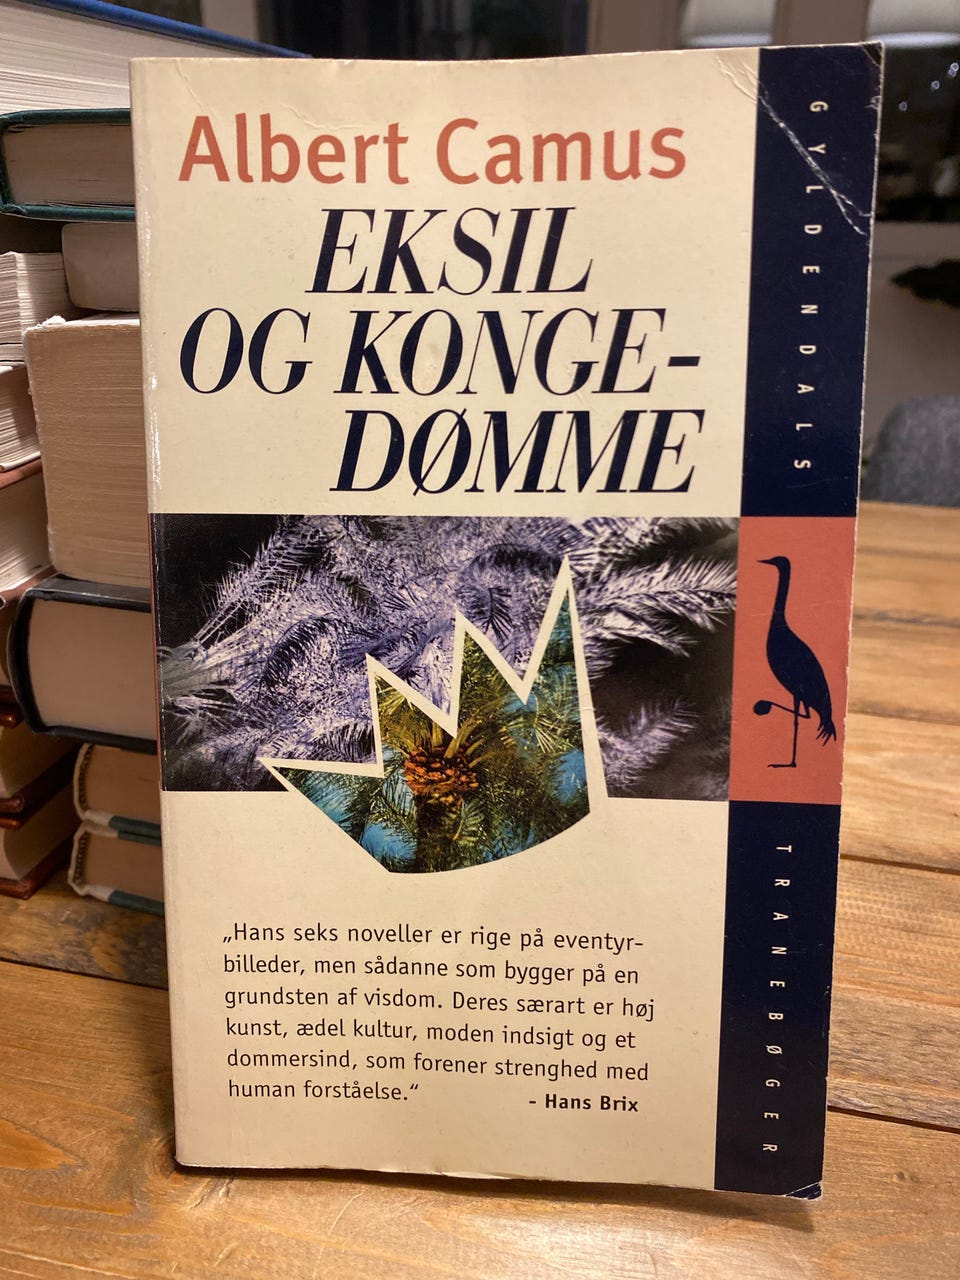 Albert Camus
EKSIL
OG KONGE-
DØMME
„Hans seks noveller er rige på eventyr-
billeder, men sådanne som bygger på en
grundsten af visdom. Deres særart er høj
kunst, ædel kultur, moden indsigt og et
dommersind, som forener strenghed med
human forståelse.“
- Hans Brix
GYLDENDALS
TRANEBØGER